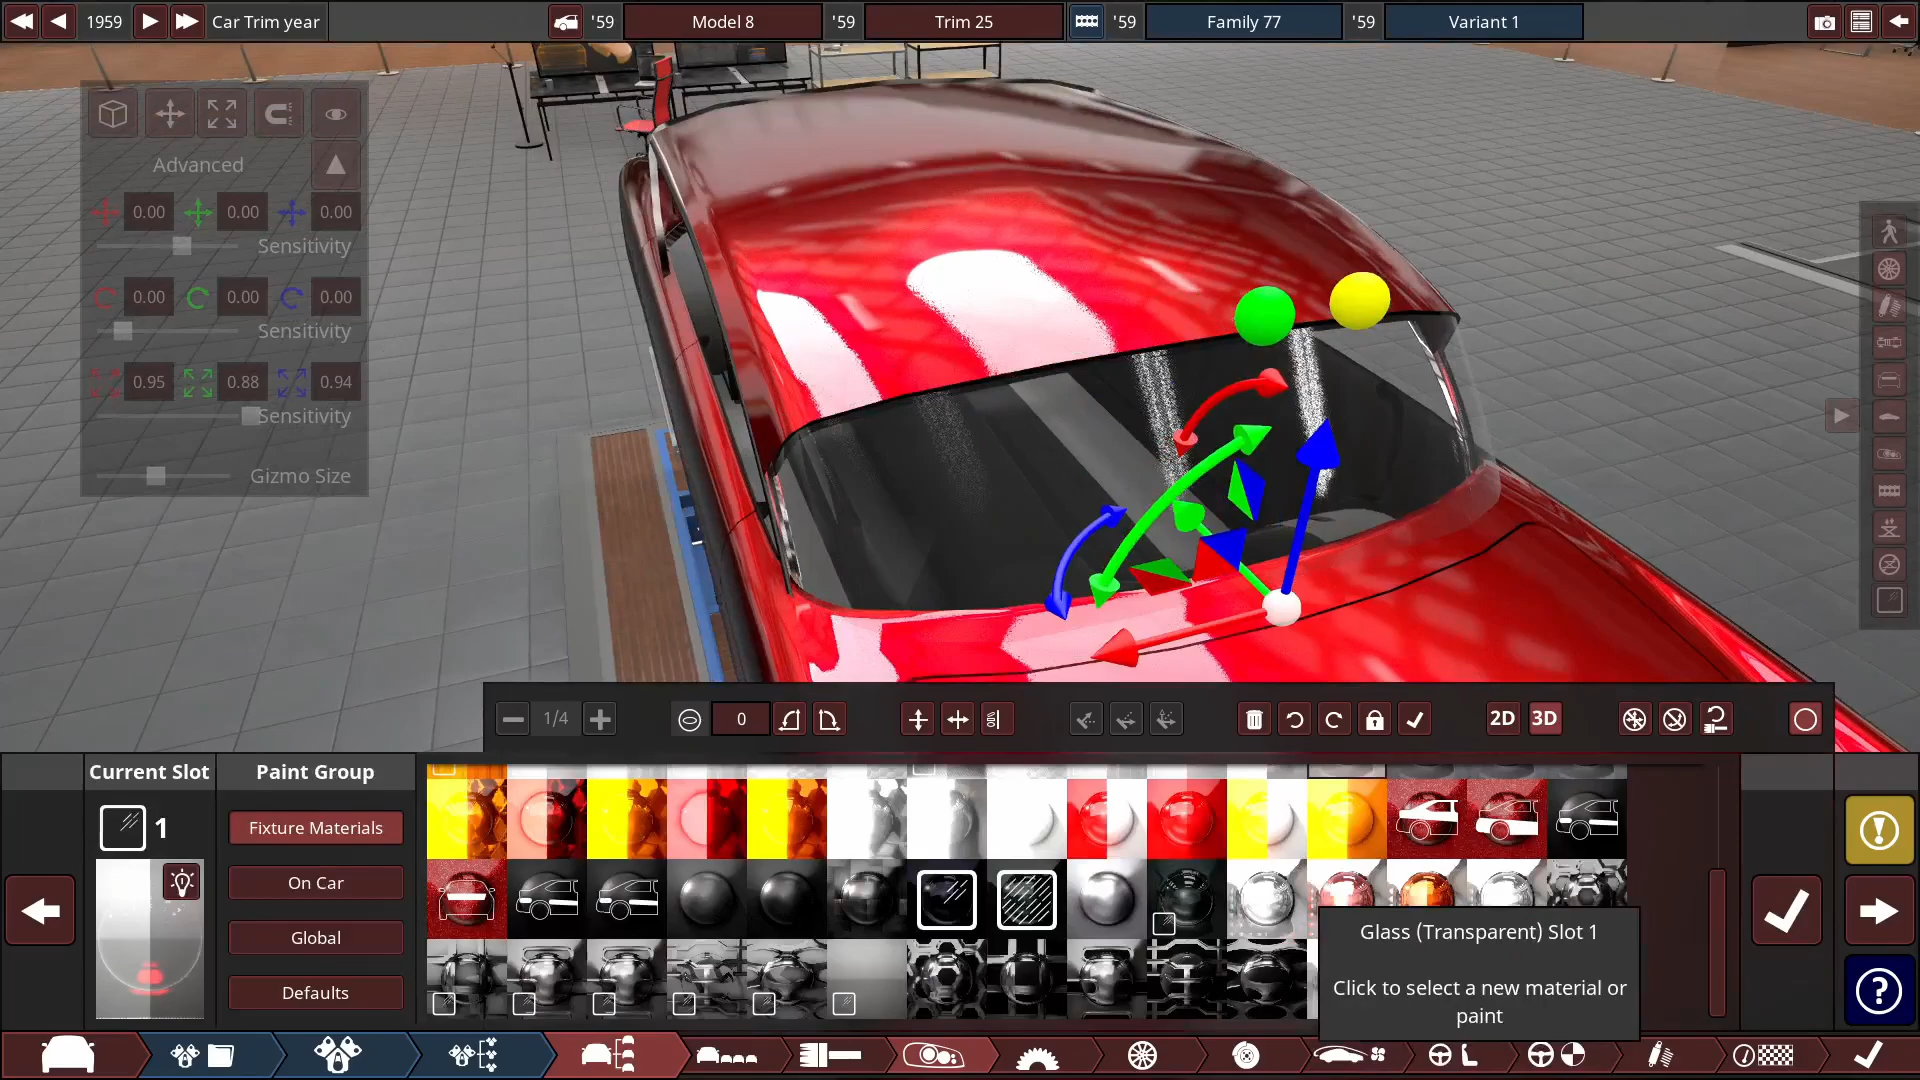 1959
Car Trim year
'59
Model 8
'59
Trim 25
'59
Family 77
'59
Variant 1
Advanced
0.00
0.00
0.00
Sensitivity
0.00
0.00
0.00
Sensitivity
0.95
0.88
0.94
Sensitivity
Gizmo Size
1/4
0
2D
3D
Current Slot
Paint Group
1
Fixture Materials
On Car
Global
Defaults
Glass (Transparent) Slot 1
Click to select a new material or
paint